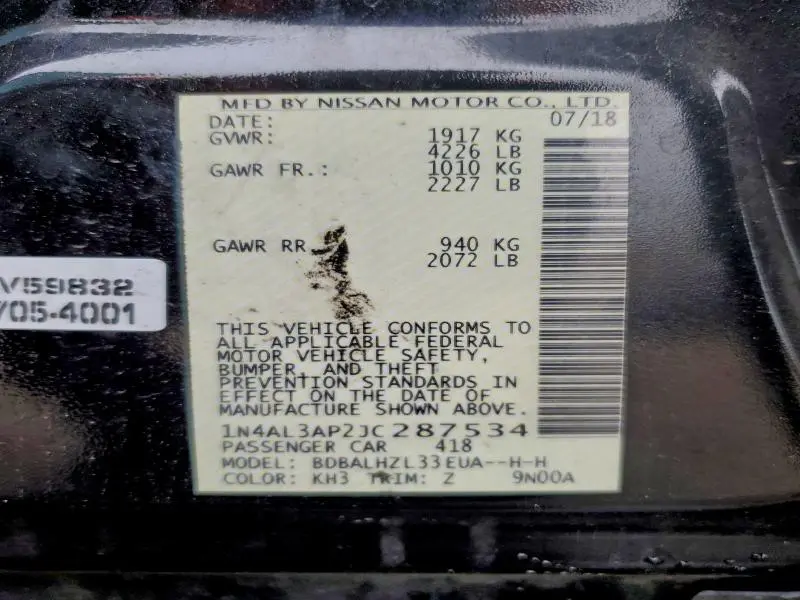 MFD BY NISSAN MOTOR CO., LTD.
DATE: 07/18
GVWR: 1917 KG
4226 LB
GAWR FR.: 1010 KG
2227 LB
GAWR RR 940 KG
2072 LB
THIS VEHICLE CONFORMS TO
ALL APPLICABLE FEDERAL
MOTOR VEHICLE SAFETY,
BUMPER, AND THEFT
PREVENTION STANDARDS IN
EFFECT ON THE DATE OF
MANUFACTURE SHOWN ABOVE.
1N4AL3AP2JC287534
PASSENGER CAR 418
MODEL: BDBALHZL33EUA--H-H
COLOR: KH3 TRIM: Z 9N00A
V59832
V05-4001